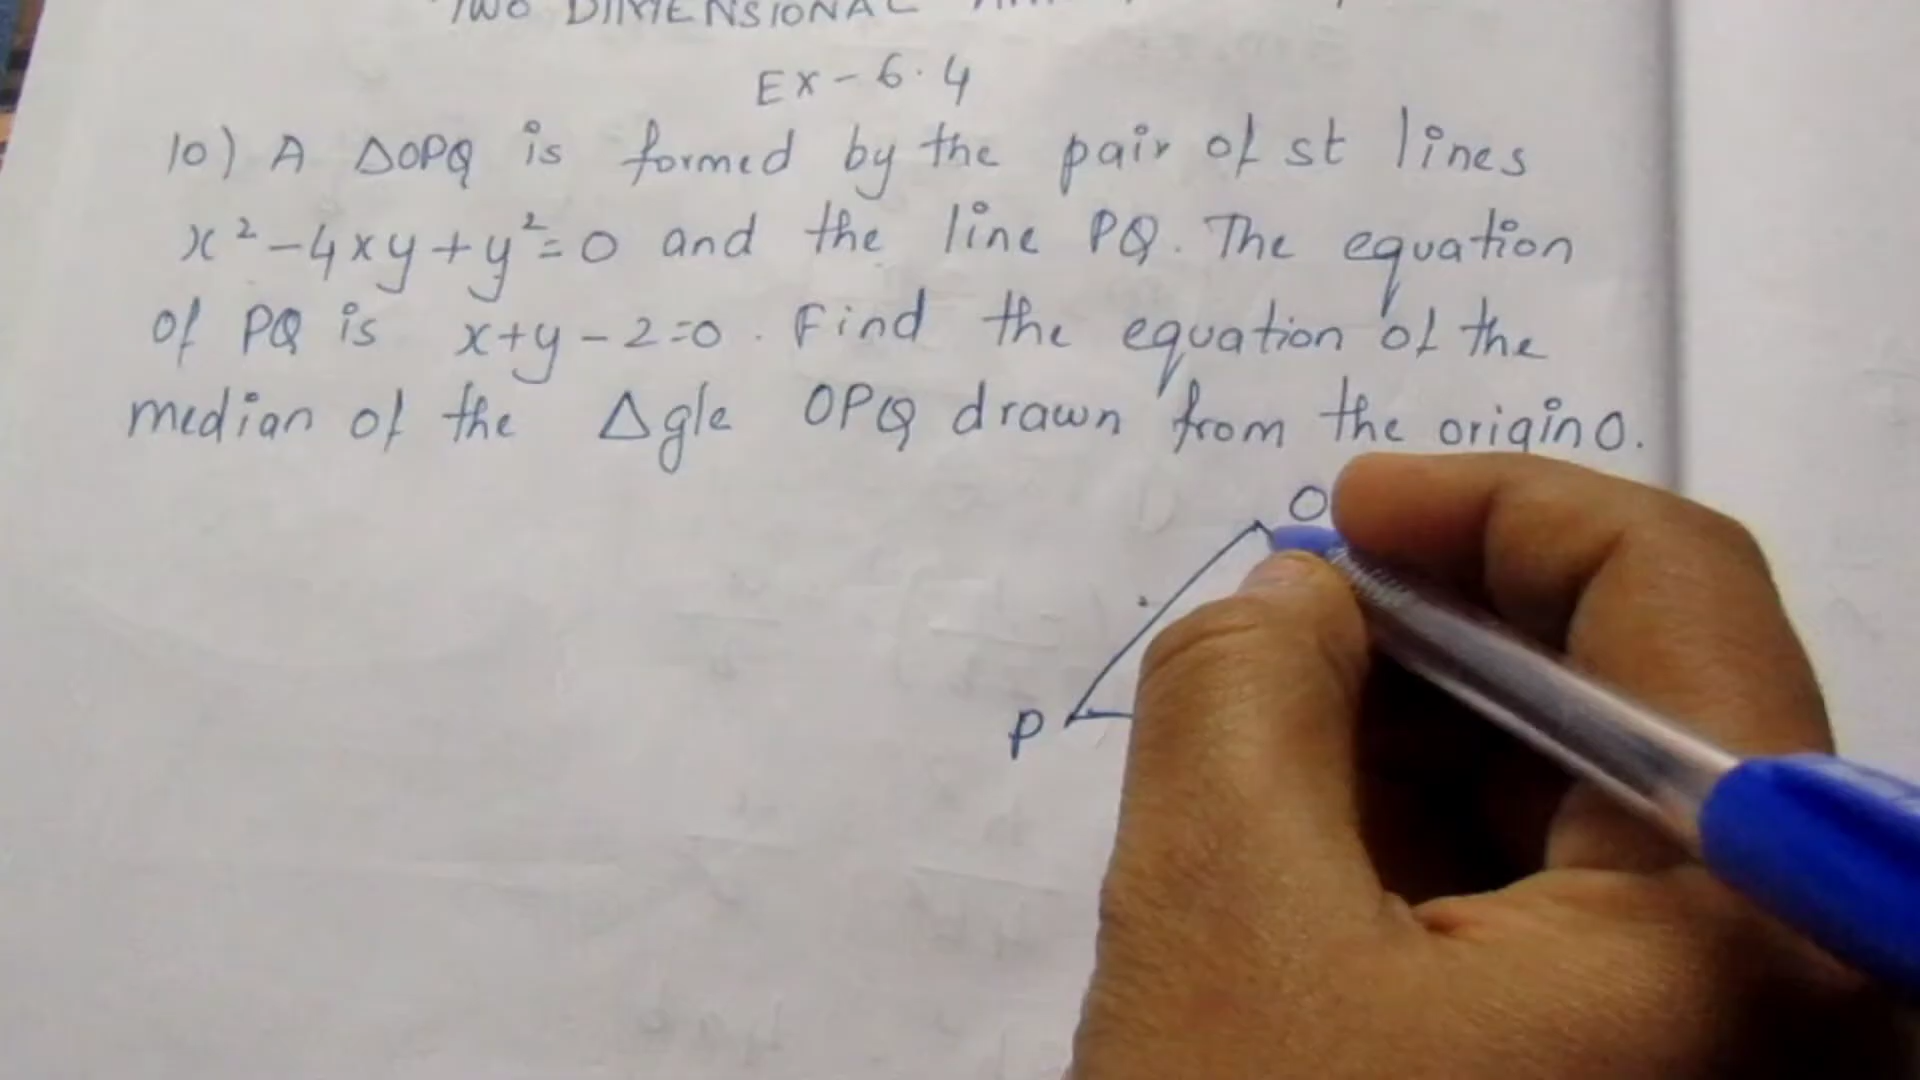 TWO DIMENSIONAL
Ex - 6.4
10) A ΔOPQ is formed by the pair of st lines
x² - 4xy + y² = 0 and the line PQ. The equation
of PQ is x+y-2=0. Find the equation of the
median of the Δgle OPQ drawn from the origin O.
O
P